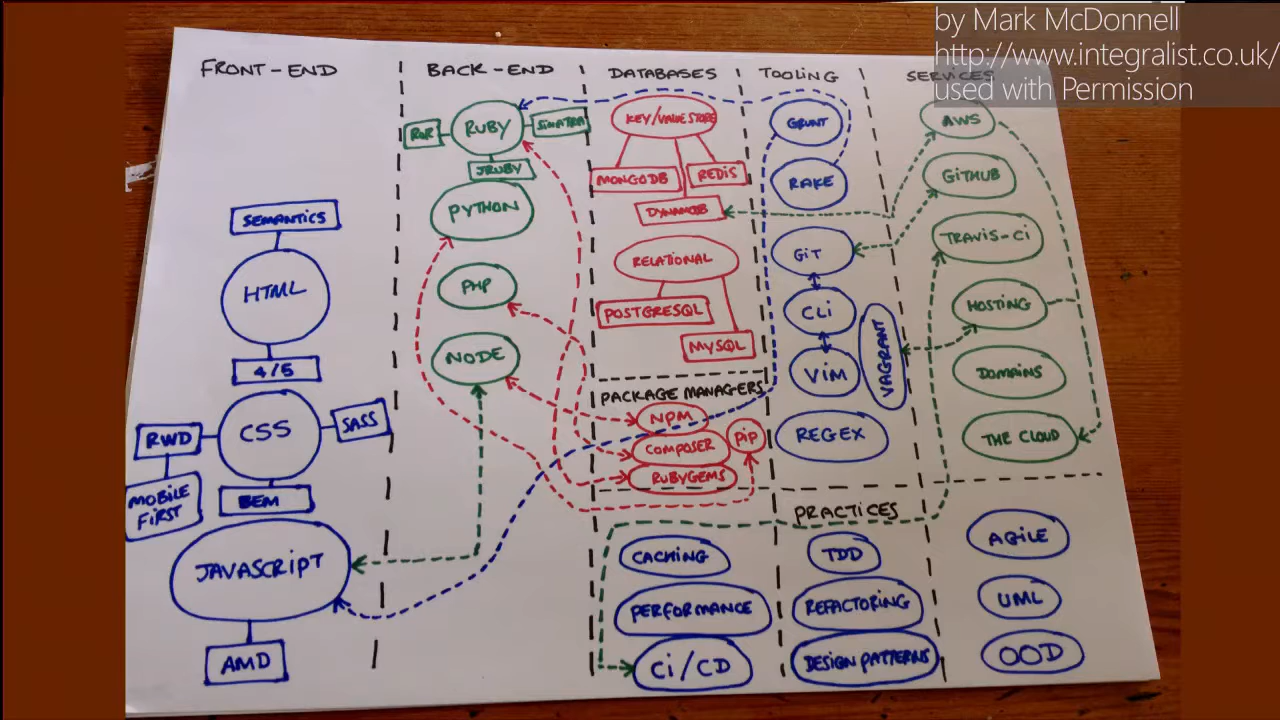 by Mark McDonnell
http://www.integralist.co.uk/
used with Permission
FRONT-END
BACK-END
DATABASES
TOOLING
SERVICES
SEMANTICS
HTML
4/5
CSS
SASS
RWD
MOBILE
FIRST
BEM
JAVASCRIPT
AMD
ROR
RUBY
SINATRA
JRUBY
PYTHON
PHP
NODE
KEY/VALUE STORE
MONGODB
REDIS
DYNAMODB
RELATIONAL
POSTGRESQL
MYSQL
PACKAGE MANAGERS
NPM
COMPOSER
PIP
RUBYGEMS
GRUNT
RAKE
GIT
CLI
VIM
VAGRANT
REGEX
AWS
GITHUB
TRAVIS-CI
HOSTING
DOMAINS
THE CLOUD
PRACTICES
CACHING
TDD
AGILE
PERFORMANCE
REFACTORING
UML
CI/CD
DESIGN PATTERNS
OOD